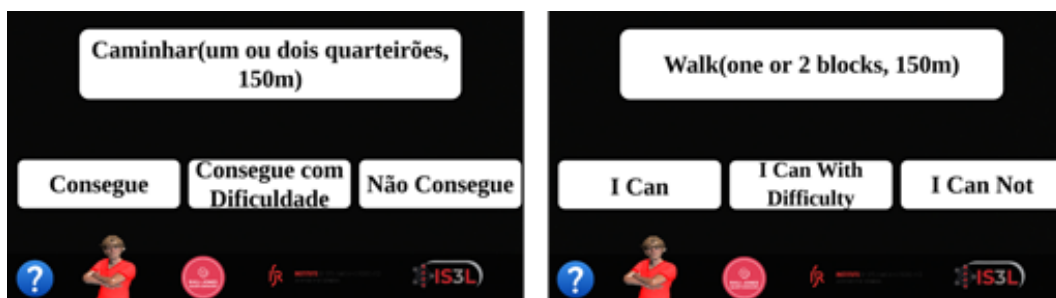 Caminhar(um ou dois quarteirões,
150m)
Consegue
Consegue com
Dificuldade
Não Consegue
?
IS3L
Walk(one or 2 blocks, 150m)
I Can
I Can With
Difficulty
I Can Not
?
IS3L